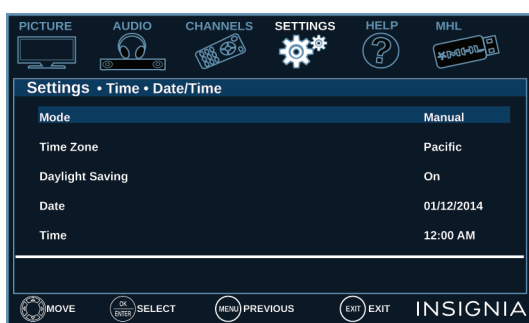 PICTURE AUDIO CHANNELS SETTINGS HELP MHL
MHL
Settings • Time • Date/Time
Mode Manual
Time Zone Pacific
Daylight Saving On
Date 01/12/2014
Time 12:00 AM
MOVE OK ENTER SELECT MENU PREVIOUS EXIT EXIT INSIGNIA